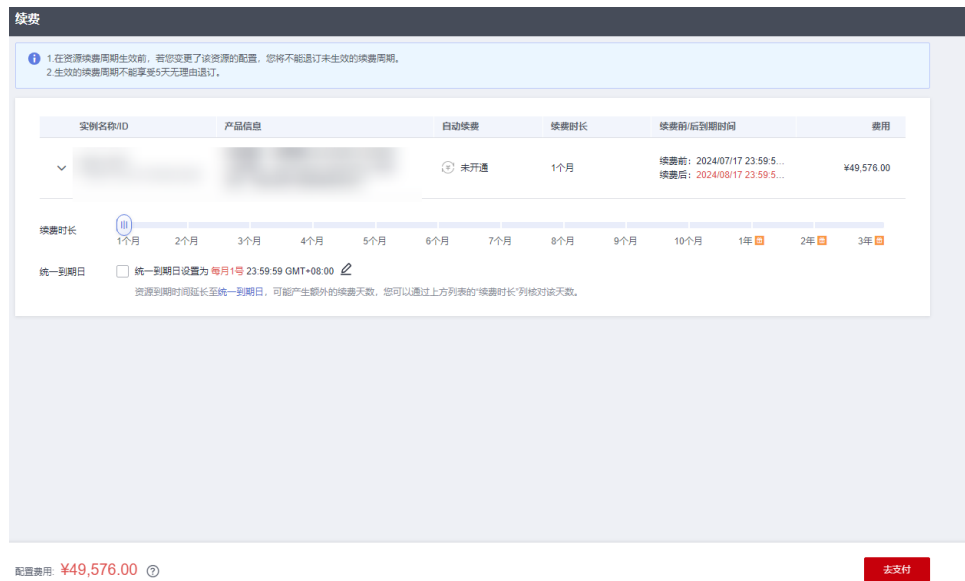 续费
1.在资源续费周期生效前，若您变更了该资源的配置，您将不能退订未生效的续费周期。
2.生效的续费周期不能享受5天无理由退订。
实例名称/ID 产品信息 自动续费 续费时长 续费前/后到期时间 费用
未开通 1个月 续费前：2024/07/17 23:59:5... ¥49,576.00
续费后：2024/08/17 23:59:5...
续费时长
1个月 2个月 3个月 4个月 5个月 6个月 7个月 8个月 9个月 10个月 1年 2年 3年
统一到期日 统一到期日设置为 每月1号 23:59:59 GMT+08:00
资源到期时间延长至统一到期日，可能产生额外的续费天数，您可以通过上方列表的“续费时长”列核对该天数。
配置费用: ¥49,576.00
去支付